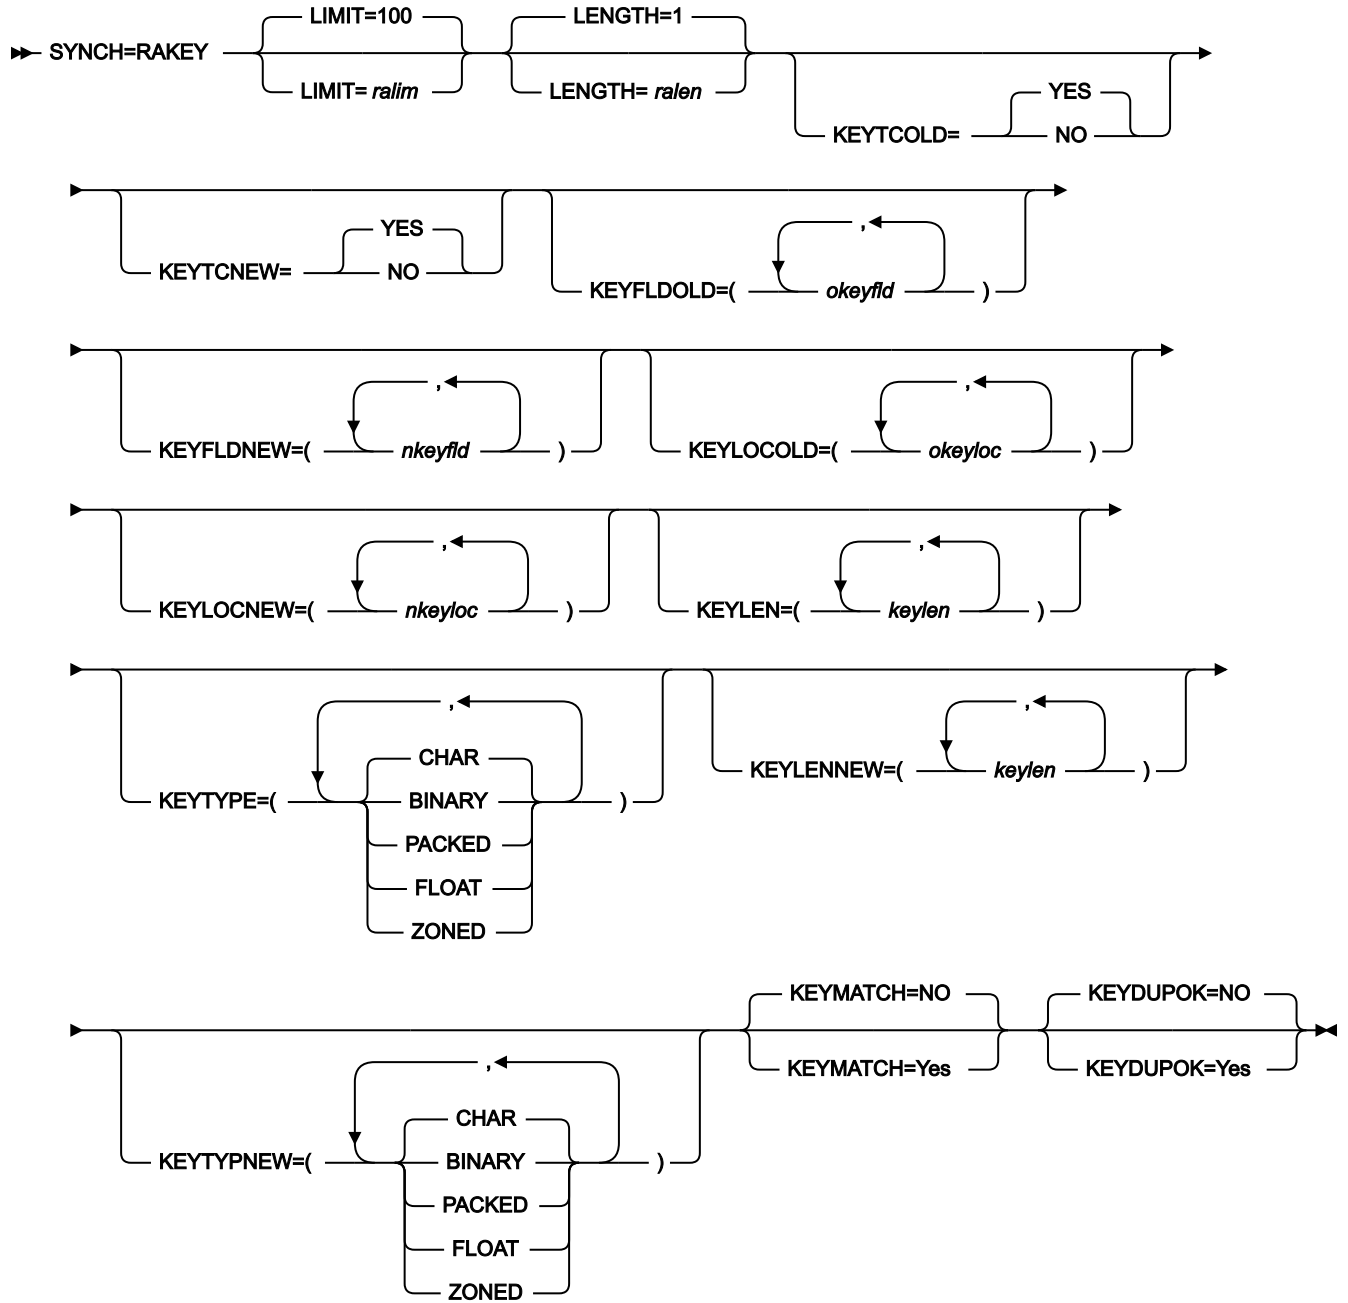 LIMIT=100
LENGTH=1
SYNCH=RAKEY
LIMIT= ralim
LENGTH= ralen
YES
KEYTCOLD=
NO
YES
KEYTCNEW=
NO
,
KEYFLDOLD=( okeyfld )
,
KEYFLDNEW=( nkeyfld )
,
KEYLOCOLD=( okeyloc )
,
KEYLOCNEW=( nkeyloc )
,
KEYLEN=( keylen )
,
CHAR
KEYTYPE=( BINARY )
PACKED
FLOAT
ZONED
,
KEYLENNEW=( keylen )
,
CHAR
KEYTYPNEW=( BINARY )
PACKED
FLOAT
ZONED
KEYMATCH=NO
KEYMATCH=Yes
KEYDUPOK=NO
KEYDUPOK=Yes